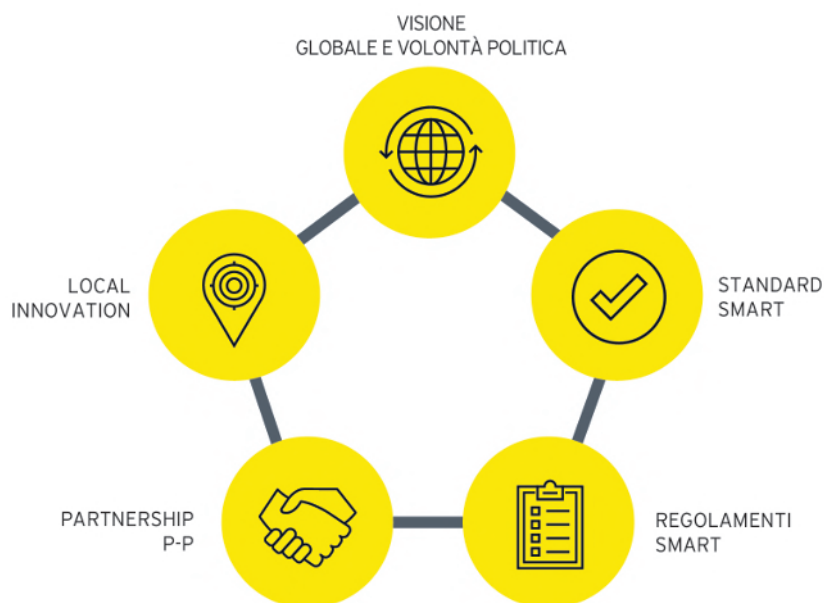 VISIONE
GLOBALE E VOLONTÀ POLITICA
LOCAL
INNOVATION
STANDARD
SMART
PARTNERSHIP
P-P
REGOLAMENTI
SMART